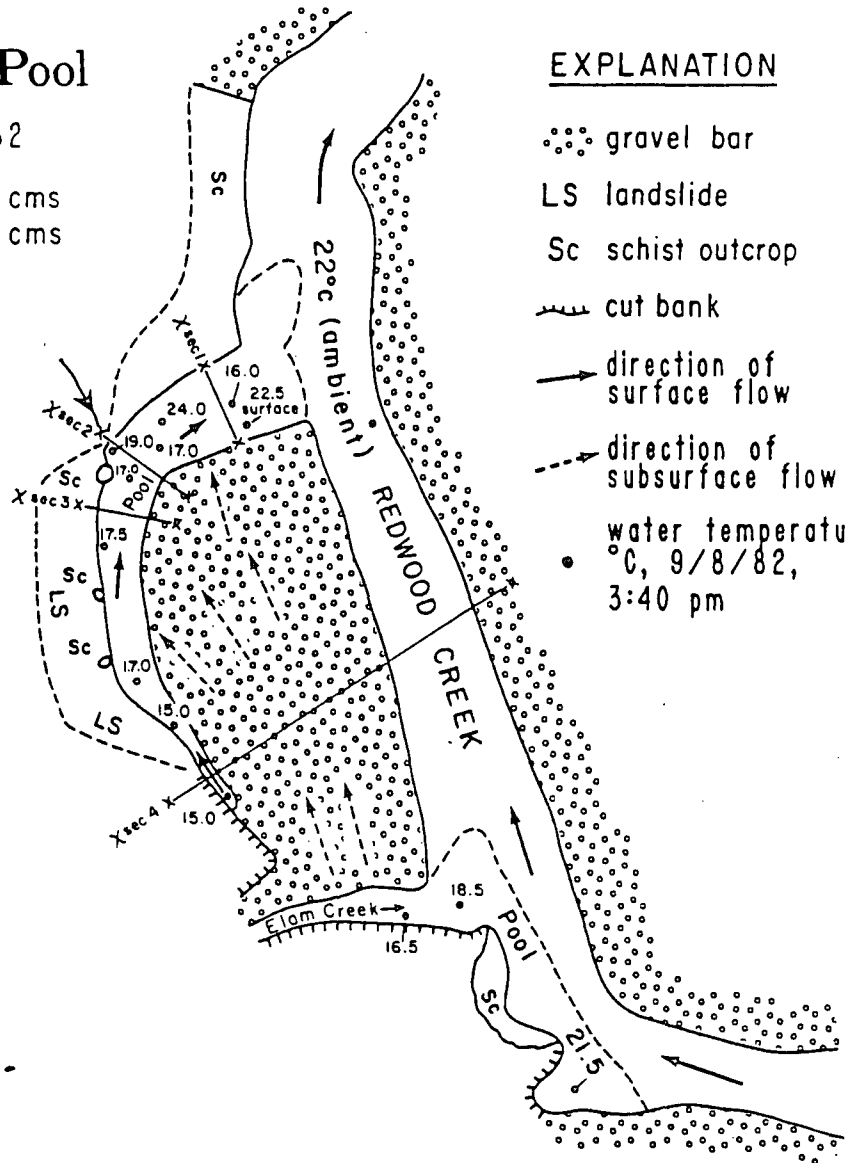 Pool
2
cms
cms
EXPLANATION
gravel bar
LS landslide
Sc schist outcrop
cut bank
direction of
surface flow
direction of
subsurface flow
water temperatu
°C, 9/8/82,
3:40 pm
Sc
22°c (ambient) REDWOOD CREEK
Xsec1x
16.0
22.5
surface
24.0
Xsec2
19.0
17.0
Sc
17.0
Pool
Xsec3x
17.5
Sc
LS
Sc
17.0
LS
15.0
Xsec4x
15.0
Elam Creek
18.5
16.5
Pool
Sc
21.5